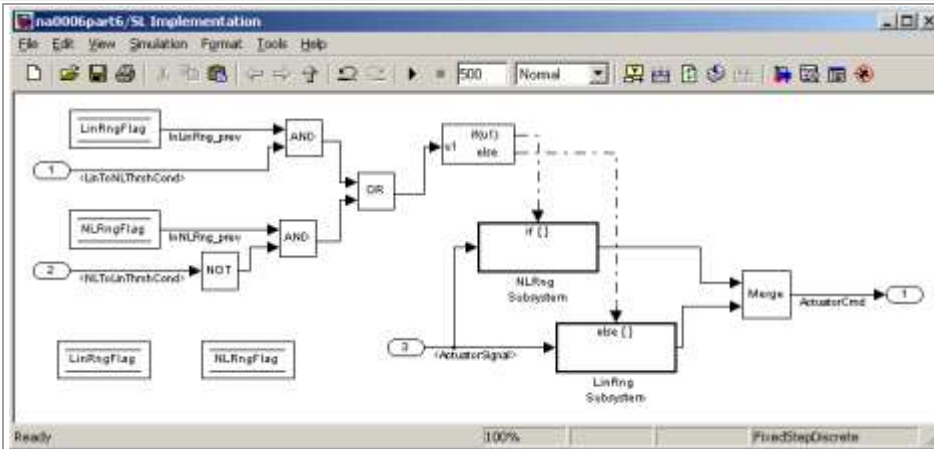 na0006part6/SL Implementation
File Edit View Simulation Format Tools Help
500 Normal
LinRngFlag
InLinRng_prev
AND
1
<LinToNLThrshCond>
OR
u1
if(u1)
else
NLRngFlag
InNLRng_prev
AND
2
<NLToLinThrshCond>
NOT
if { }
NLRng
Subsystem
Merge
ActuatorCmd
1
LinRngFlag
NLRngFlag
3
<ActuatorSignal>
else { }
LinRng
Subsystem
Ready 100% FixedStepDiscrete